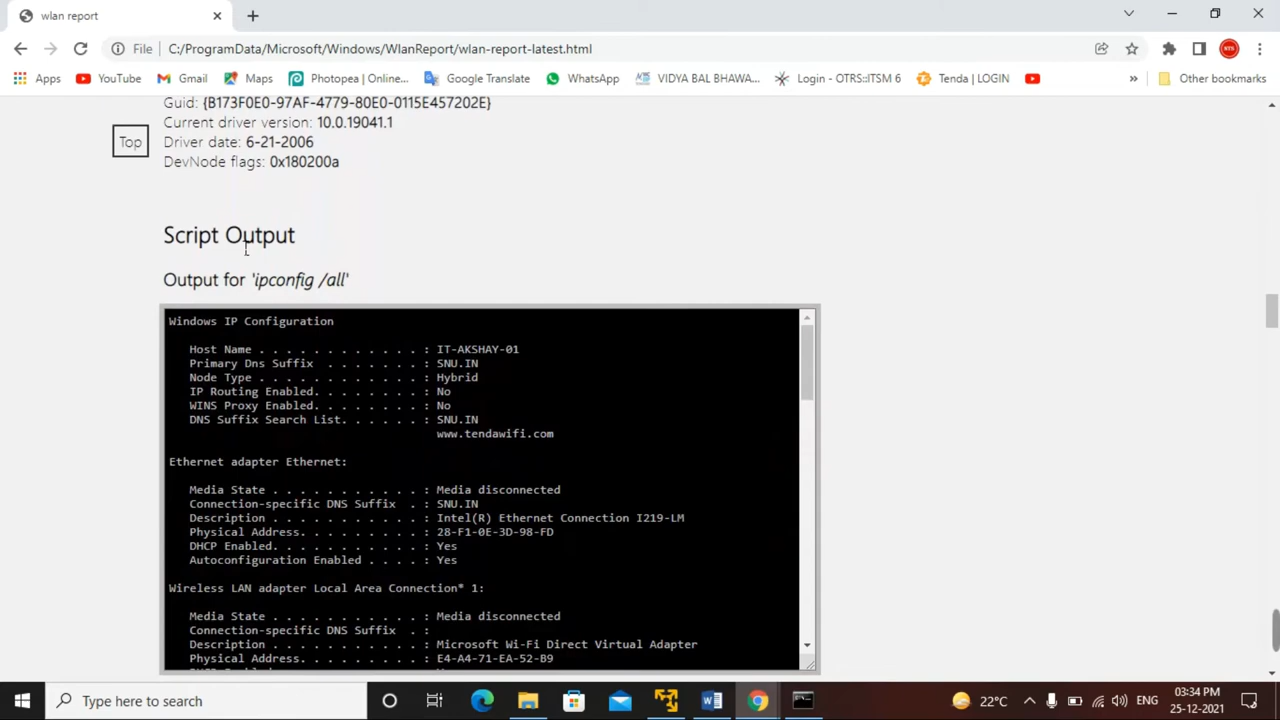 wlan report
File
C:/ProgramData/Microsoft/Windows/WlanReport/wlan-report-latest.html
BTS
Apps
YouTube
Gmail
Maps
Photopea | Online...
Google Translate
WhatsApp
VIDYA BAL BHAWA...
Login - OTRS::ITSM 6
Tenda | LOGIN
Other bookmarks
Guid: {B173F0E0-97AF-4779-80E0-0115E457202E}
Current driver version: 10.0.19041.1
Top
Driver date: 6-21-2006
DevNode flags: 0x180200a
Script Output
Output for 'ipconfig /all'
Windows IP Configuration
Host Name . . . . . . . . . . . . : IT-AKSHAY-01
Primary Dns Suffix  . . . . . . . : SNU.IN
Node Type . . . . . . . . . . . . : Hybrid
IP Routing Enabled. . . . . . . . : No
WINS Proxy Enabled. . . . . . . . : No
DNS Suffix Search List. . . . . . : SNU.IN
www.tendawifi.com
Ethernet adapter Ethernet:
Media State . . . . . . . . . . . : Media disconnected
Connection-specific DNS Suffix  . : SNU.IN
Description . . . . . . . . . . . : Intel(R) Ethernet Connection I219-LM
Physical Address. . . . . . . . . : 28-F1-0E-3D-98-FD
DHCP Enabled. . . . . . . . . . . : Yes
Autoconfiguration Enabled . . . . : Yes
Wireless LAN adapter Local Area Connection* 1:
Media State . . . . . . . . . . . : Media disconnected
Connection-specific DNS Suffix  . :
Description . . . . . . . . . . . : Microsoft Wi-Fi Direct Virtual Adapter
Physical Address. . . . . . . . . : E4-A4-71-EA-52-B9
Type here to search
22°C
ENG
03:34 PM
25-12-2021